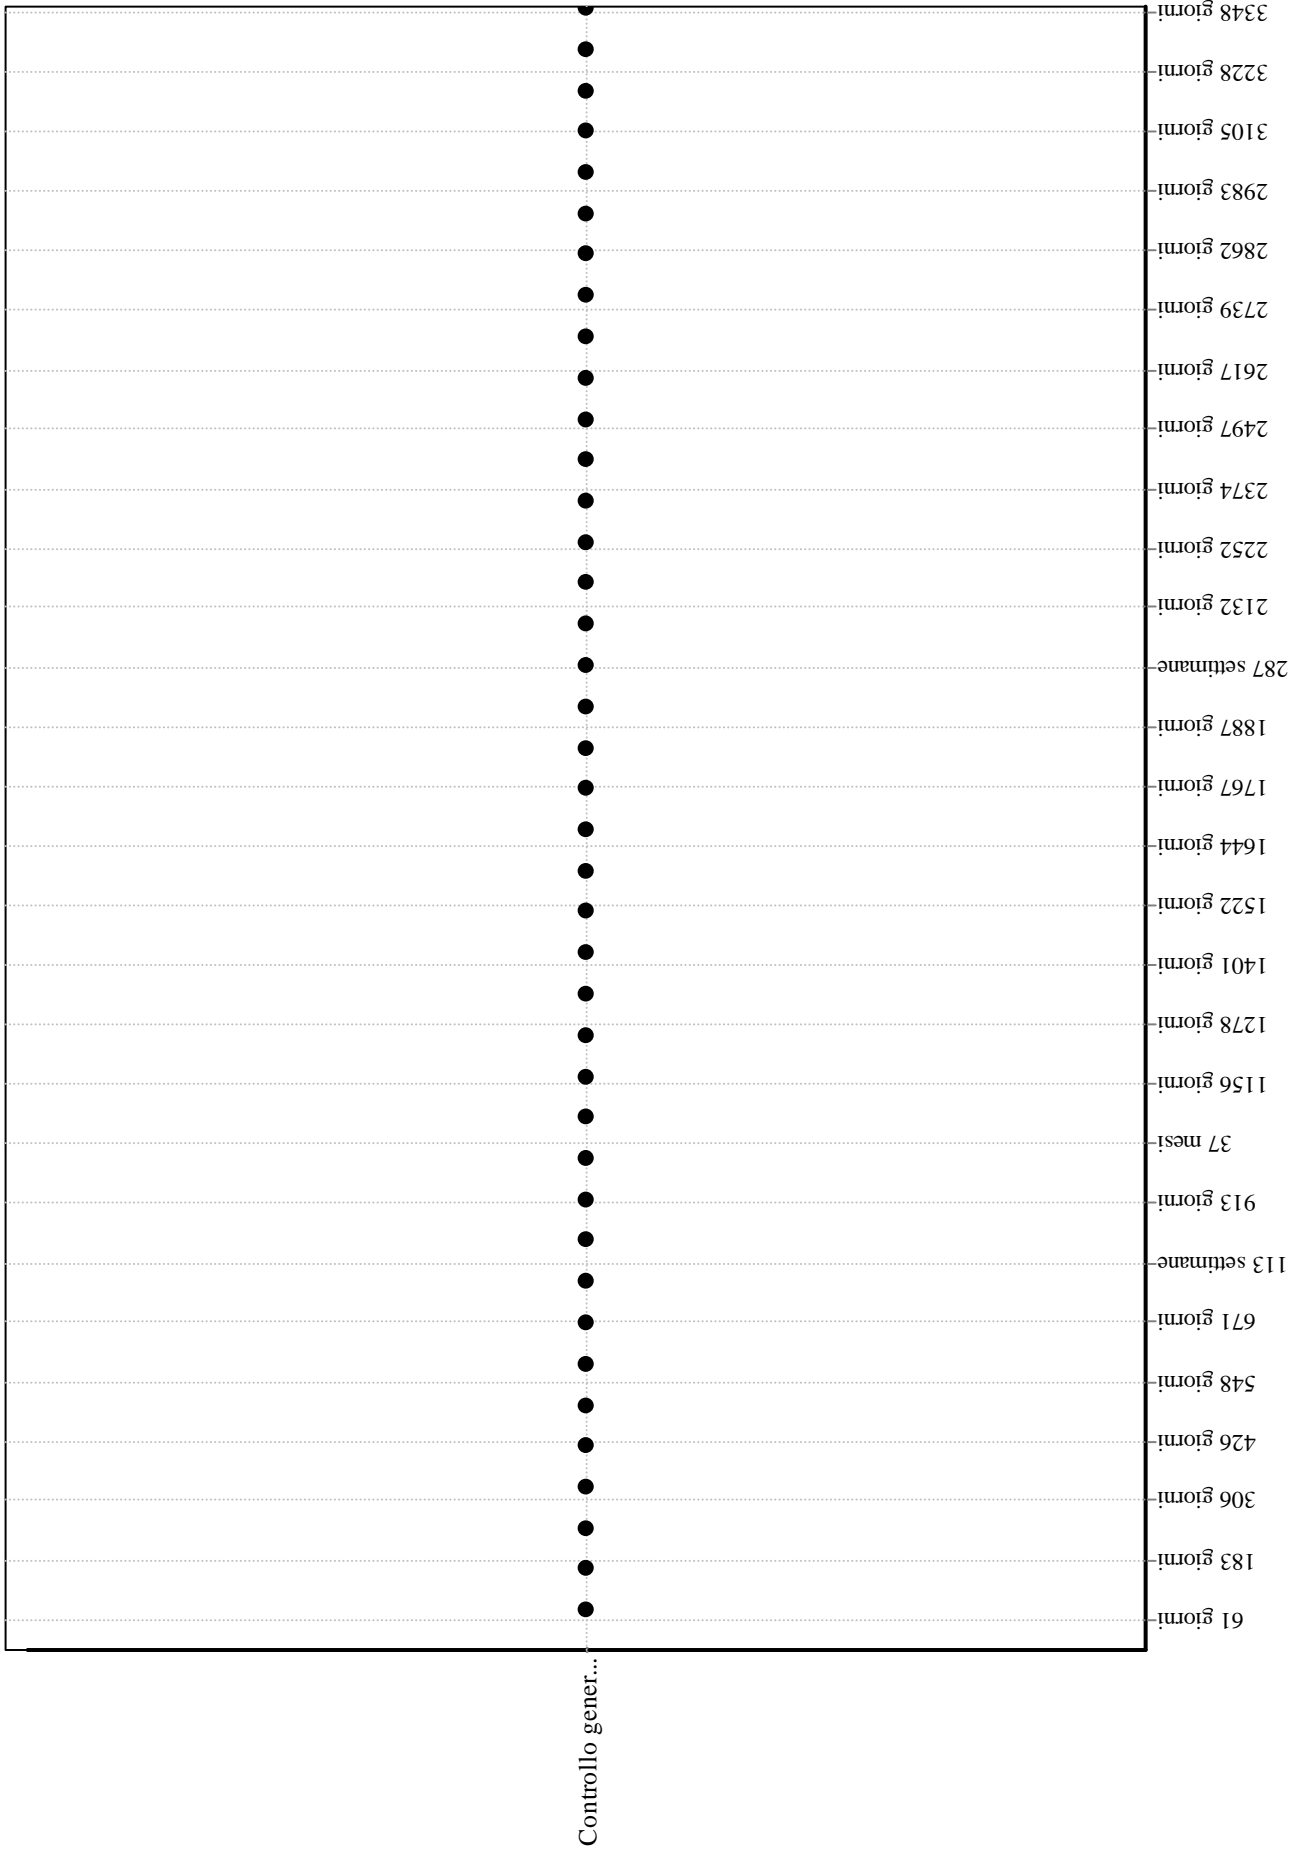 3348 giorni
3228 giorni
3105 giorni
2983 giorni
2862 giorni
2739 giorni
2617 giorni
2497 giorni
2374 giorni
2252 giorni
2132 giorni
287 settimane
1887 giorni
1767 giorni
1644 giorni
1522 giorni
1401 giorni
1278 giorni
1156 giorni
37 mesi
913 giorni
113 settimane
671 giorni
548 giorni
426 giorni
306 giorni
183 giorni
61 giorni
Controllo gener...